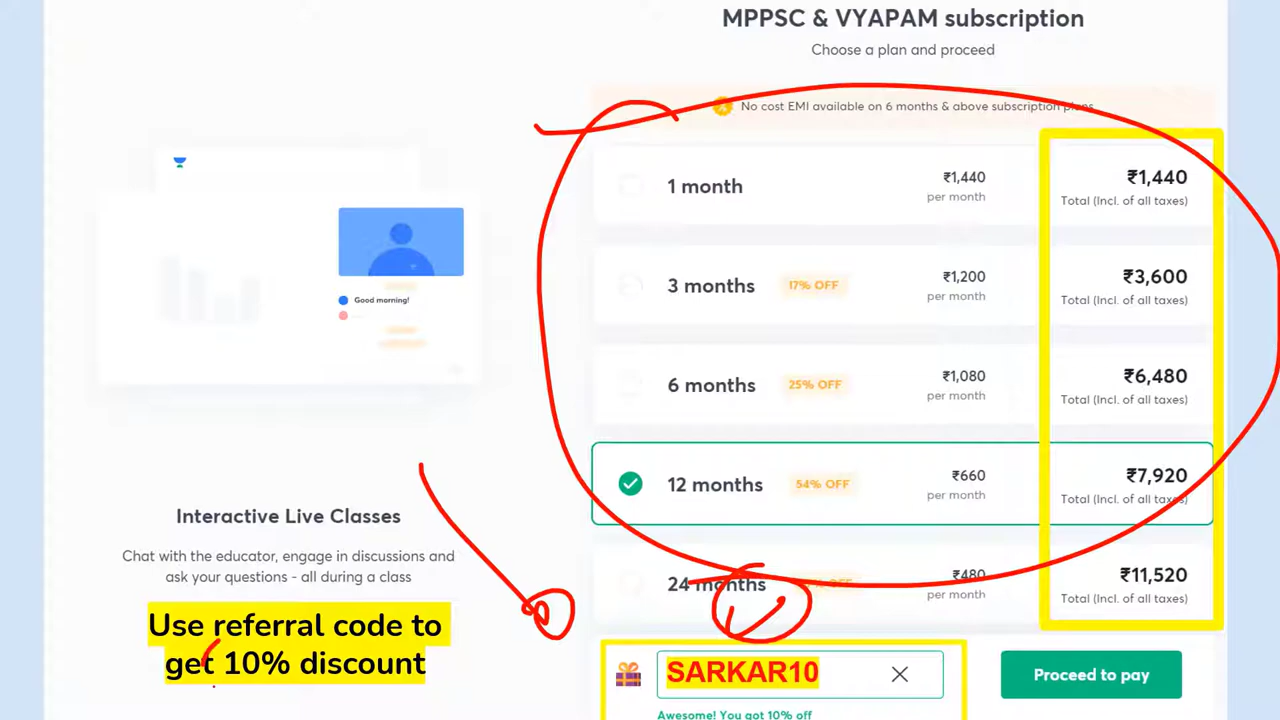 MPPSC & VYAPAM subscription
Choose a plan and proceed
No cost EMI available on 6 months & above subscription plans
1 month
₹1,440
per month
₹1,440
Total (Incl. of all taxes)
3 months
17% OFF
₹1,200
per month
₹3,600
Total (Incl. of all taxes)
6 months
25% OFF
₹1,080
per month
₹6,480
Total (Incl. of all taxes)
12 months
54% OFF
₹660
per month
₹7,920
Total (Incl. of all taxes)
24 months
OFF
₹480
per month
₹11,520
Total (Incl. of all taxes)
Good morning!
Interactive Live Classes
Chat with the educator, engage in discussions and
ask your questions - all during a class
Use referral code to
get 10% discount
SARKAR10
Proceed to pay
Awesome! You got 10% off